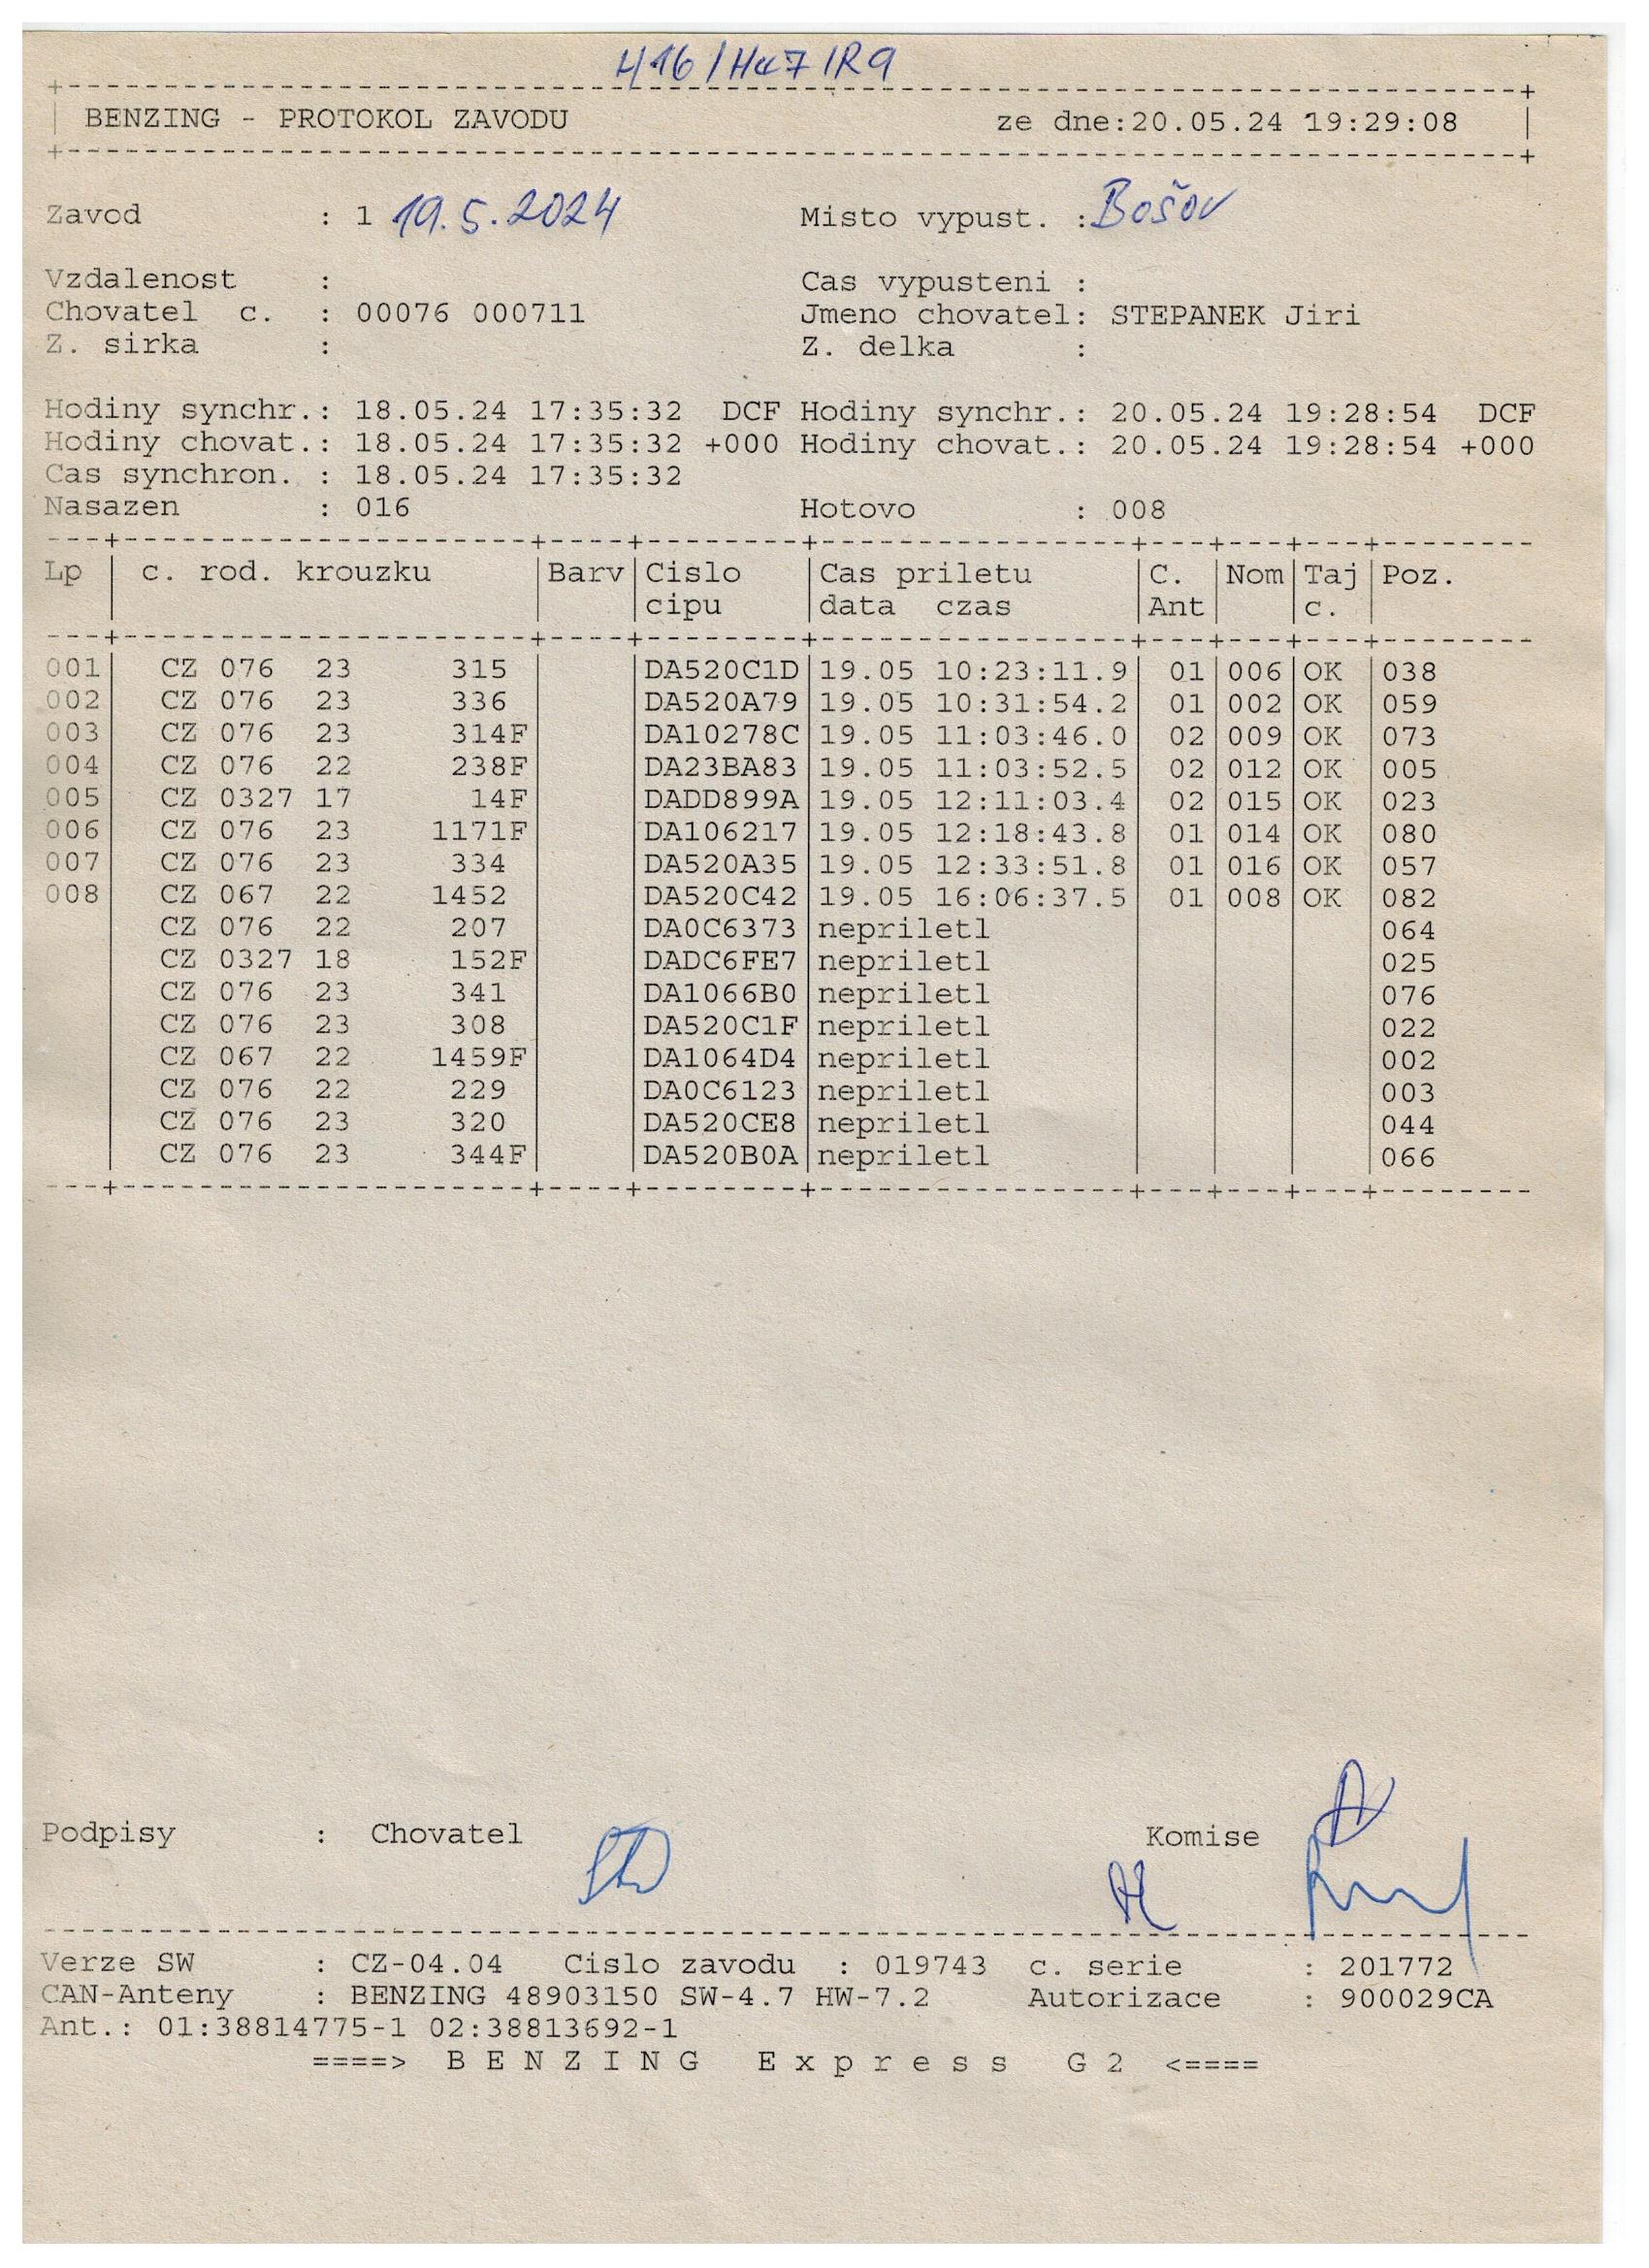 H16/Ha7/R9
BENZING - PROTOKOL ZAVODU ze dne:20.05.24 19:29:08
Zavod : 1 19.5.2024 Misto vypust. : Bošov
Vzdalenost : Cas vypusteni :
Chovatel c. : 00076 000711 Jmeno chovatel: STEPANEK Jiri
Z. sirka : Z. delka :
Hodiny synchr.: 18.05.24 17:35:32 DCF Hodiny synchr.: 20.05.24 19:28:54 DCF
Hodiny chovat.: 18.05.24 17:35:32 +000 Hodiny chovat.: 20.05.24 19:28:54 +000
Cas synchron. : 18.05.24 17:35:32
Nasazen : 016 Hotovo : 008
Lp | c. rod. krouzku |Barv|Cislo |Cas priletu |C. |Nom|Taj|Poz.
cipu |data czas |Ant| |c. |
001| CZ 076 23 315 | |DA520C1D|19.05 10:23:11.9| 01|006|OK |038
002| CZ 076 23 336 | |DA520A79|19.05 10:31:54.2| 01|002|OK |059
003| CZ 076 23 314F| |DA10278C|19.05 11:03:46.0| 02|009|OK |073
004| CZ 076 22 238F| |DA23BA83|19.05 11:03:52.5| 02|012|OK |005
005| CZ 0327 17 14F| |DADD899A|19.05 12:11:03.4| 02|015|OK |023
006| CZ 076 23 1171F| |DA106217|19.05 12:18:43.8| 01|014|OK |080
007| CZ 076 23 334 | |DA520A35|19.05 12:33:51.8| 01|016|OK |057
008| CZ 067 22 1452 | |DA520C42|19.05 16:06:37.5| 01|008|OK |082
| CZ 076 22 207 | |DA0C6373|nepriletl | | | |064
| CZ 0327 18 152F| |DADC6FE7|nepriletl | | | |025
| CZ 076 23 341 | |DA1066B0|nepriletl | | | |076
| CZ 076 23 308 | |DA520C1F|nepriletl | | | |022
| CZ 067 22 1459F| |DA1064D4|nepriletl | | | |002
| CZ 076 22 229 | |DA0C6123|nepriletl | | | |003
| CZ 076 23 320 | |DA520CE8|nepriletl | | | |044
| CZ 076 23 344F| |DA520B0A|nepriletl | | | |066
Podpisy : Chovatel Komise
Verze SW : CZ-04.04 Cislo zavodu : 019743 c. serie : 201772
CAN-Anteny : BENZING 48903150 SW-4.7 HW-7.2 Autorizace : 900029CA
Ant.: 01:38814775-1 02:38813692-1
====> B E N Z I N G E x p r e s s G 2 <====